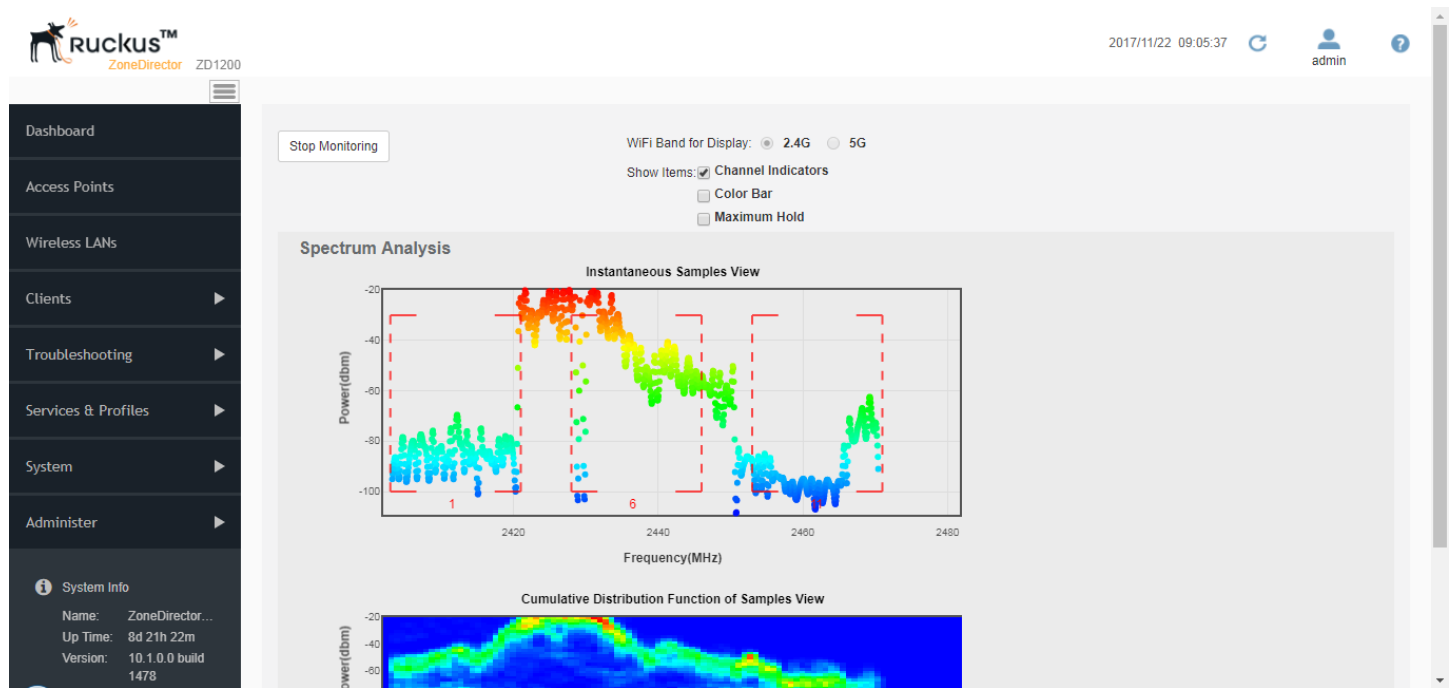 RUCKUS™
ZoneDirector ZD1200
2017/11/22 09:05:37
admin
?
Dashboard
Access Points
Wireless LANs
Clients
Troubleshooting
Services & Profiles
System
Administer
i System Info
Name: ZoneDirector...
Up Time: 8d 21h 22m
Version: 10.1.0.0 build
1478
Stop Monitoring
WiFi Band for Display: 2.4G 5G
Show Items: Channel Indicators
Color Bar
Maximum Hold
Spectrum Analysis
Instantaneous Samples View
Power(dbm)
-20
-40
-60
-80
-100
1 6
2420 2440 2460 2480
Frequency(MHz)
Cumulative Distribution Function of Samples View
-20
-40
-60